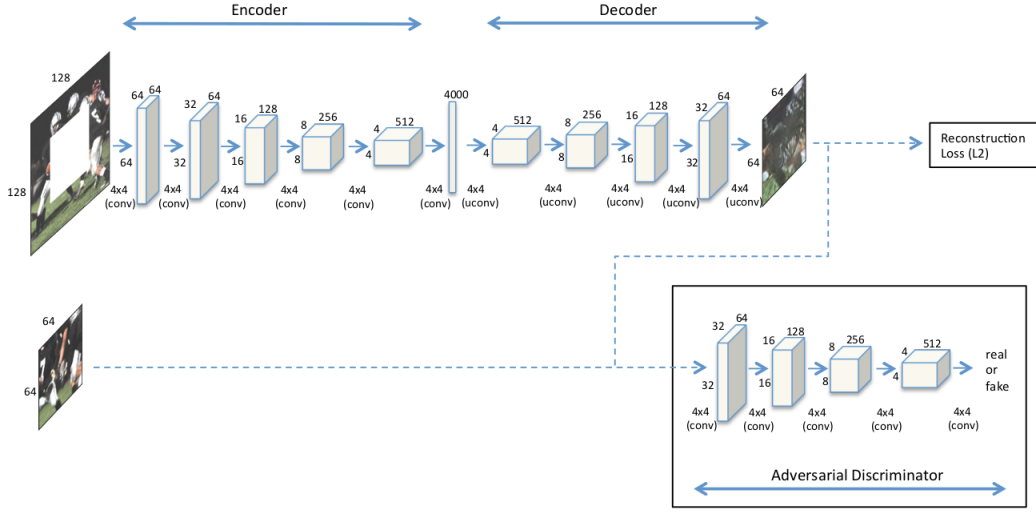 Encoder
Decoder
128
128
64 64
64
4x4
(conv)
32 64
32
4x4
(conv)
16 128
16
4x4
(conv)
8 256
8
4x4
(conv)
4 512
4
4x4
(conv)
4000
4x4
(conv)
4 512
4
4x4
(uconv)
8 256
8
4x4
(uconv)
16 128
16
4x4
(uconv)
32 64
32
4x4
(uconv)
64
64
4x4
(uconv)
Reconstruction
Loss (L2)
64
64
32 64
32
4x4
(conv)
16 128
16
4x4
(conv)
8 256
8
4x4
(conv)
4 512
4
4x4
(conv)
4x4
(conv)
real
or
fake
Adversarial Discriminator